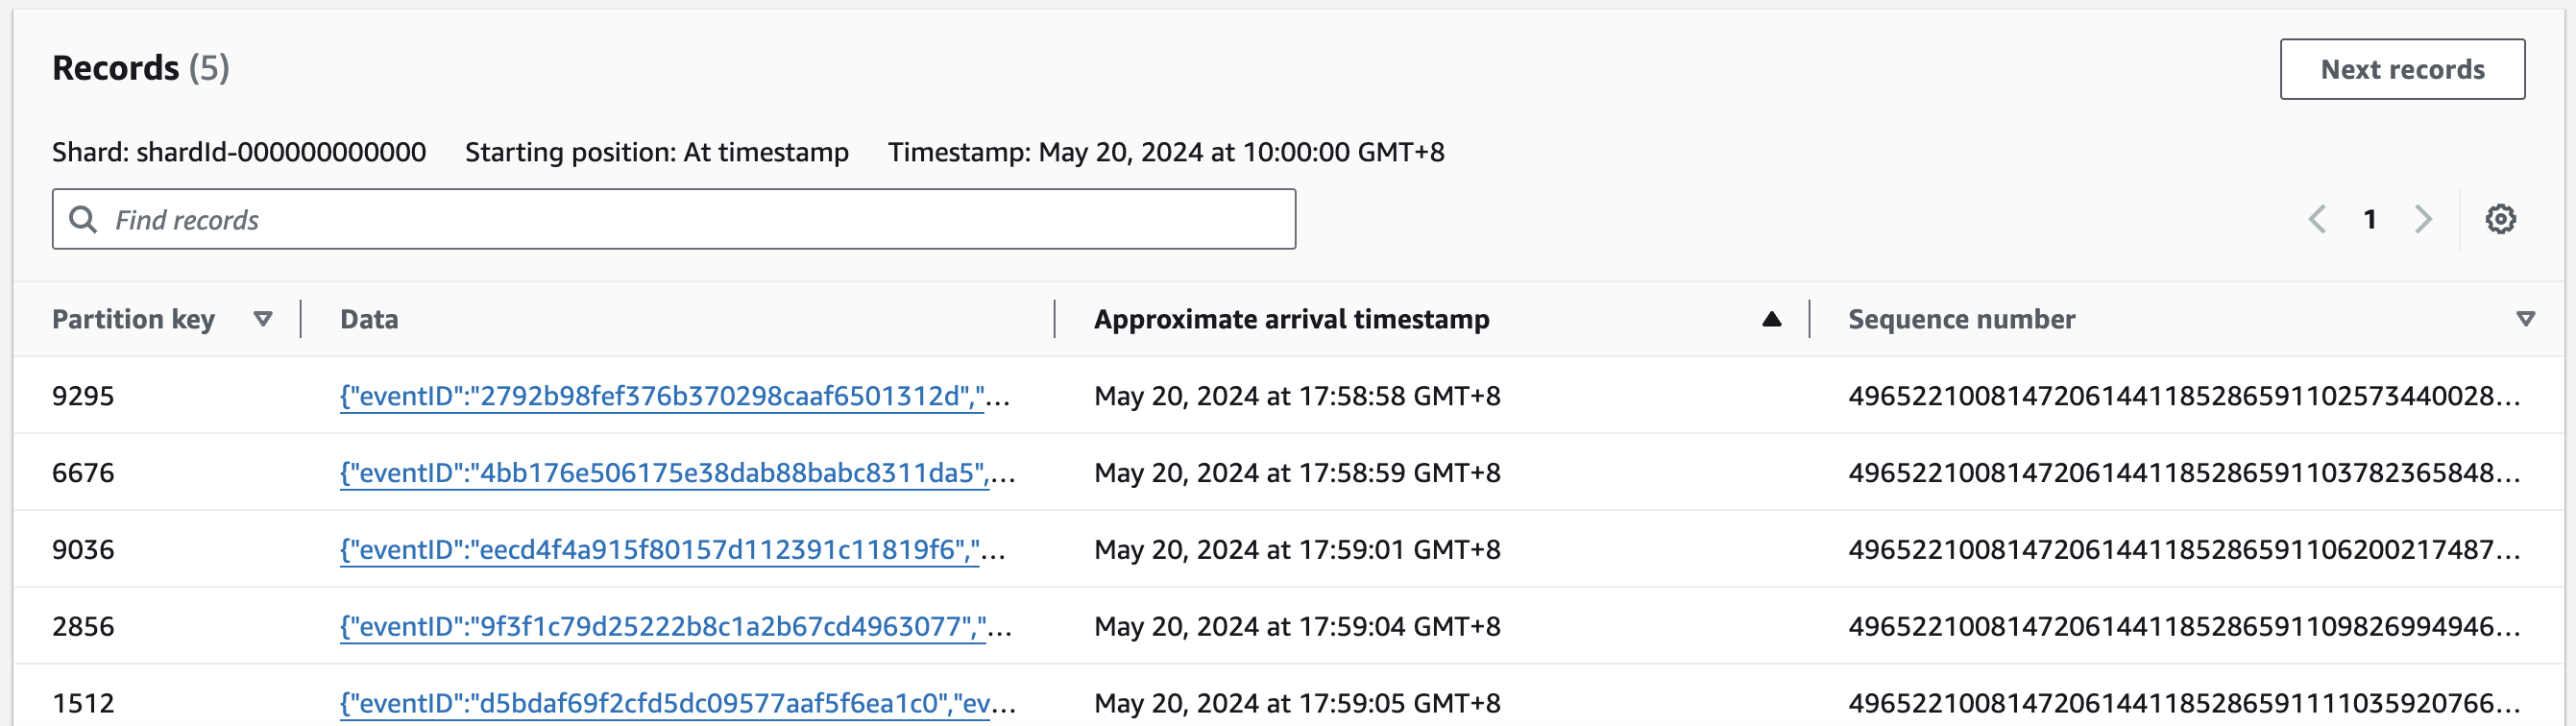 Records (5)
Next records
Shard: shardId-000000000000 Starting position: At timestamp Timestamp: May 20, 2024 at 10:00:00 GMT+8
Find records
1
Partition key Data Approximate arrival timestamp Sequence number
9295 {"eventID":"2792b98fef376b370298caaf6501312d","... May 20, 2024 at 17:58:58 GMT+8 49652210081472061441185286591102573440028...
6676 {"eventID":"4bb176e506175e38dab88babc8311da5",... May 20, 2024 at 17:58:59 GMT+8 49652210081472061441185286591103782365848...
9036 {"eventID":"eecd4f4a915f80157d112391c11819f6","... May 20, 2024 at 17:59:01 GMT+8 49652210081472061441185286591106200217487...
2856 {"eventID":"9f3f1c79d25222b8c1a2b67cd4963077","... May 20, 2024 at 17:59:04 GMT+8 49652210081472061441185286591109826994946...
1512 {"eventID":"d5bdaf69f2cfd5dc09577aaf5f6ea1c0","ev... May 20, 2024 at 17:59:05 GMT+8 49652210081472061441185286591111035920766...